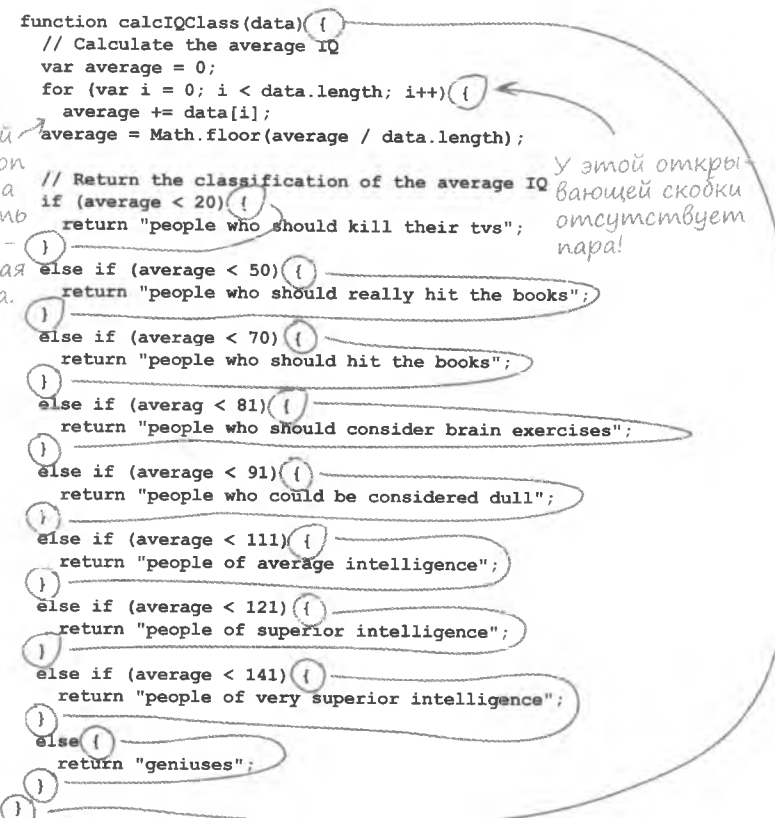 function calcIQClass(data) {
// Calculate the average IQ
var average = 0;
for (var i = 0; i < data.length; i++) {
average += data[i];
average = Math.floor(average / data.length);
// Return the classification of the average IQ
if (average < 20) {
return "people who should kill their tvs";
}
else if (average < 50) {
return "people who should really hit the books";
}
else if (average < 70) {
return "people who should hit the books";
}
else if (averag < 81) {
return "people who should consider brain exercises";
}
else if (average < 91) {
return "people who could be considered dull";
}
else if (average < 111) {
return "people of average intelligence";
}
else if (average < 121) {
return "people of superior intelligence";
}
else if (average < 141) {
return "people of very superior intelligence";
}
else {
return "geniuses";
}
}
У этой откры-
вающей скобки
отсутствует
пара!